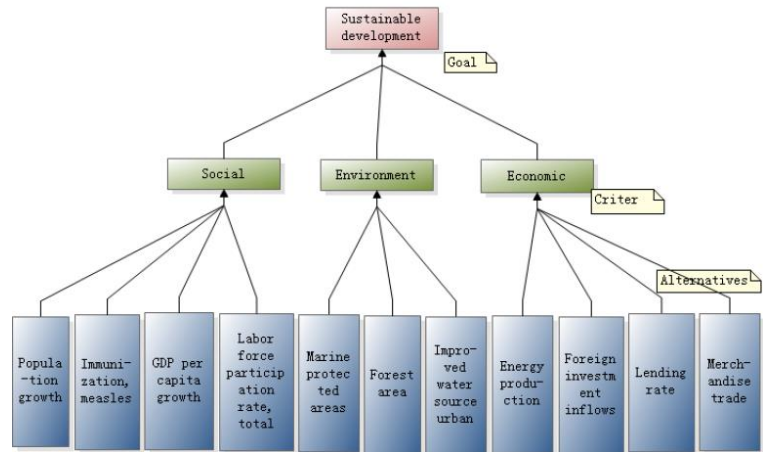 Sustainable
development
Goal
Social
Environment
Economic
Criter
Alternatives
Popula
-tion
growth
Immuni-
zation,
measles
GDP per
capita
growth
Labor
force
particip
ation
rate,
total
Marine
protec
ted
areas
Forest
area
Impro-
ved
water
source
urban
Energy
produ-
ction
Foreign
investm
ent
inflows
Lending
rate
Merch-
andise
trade